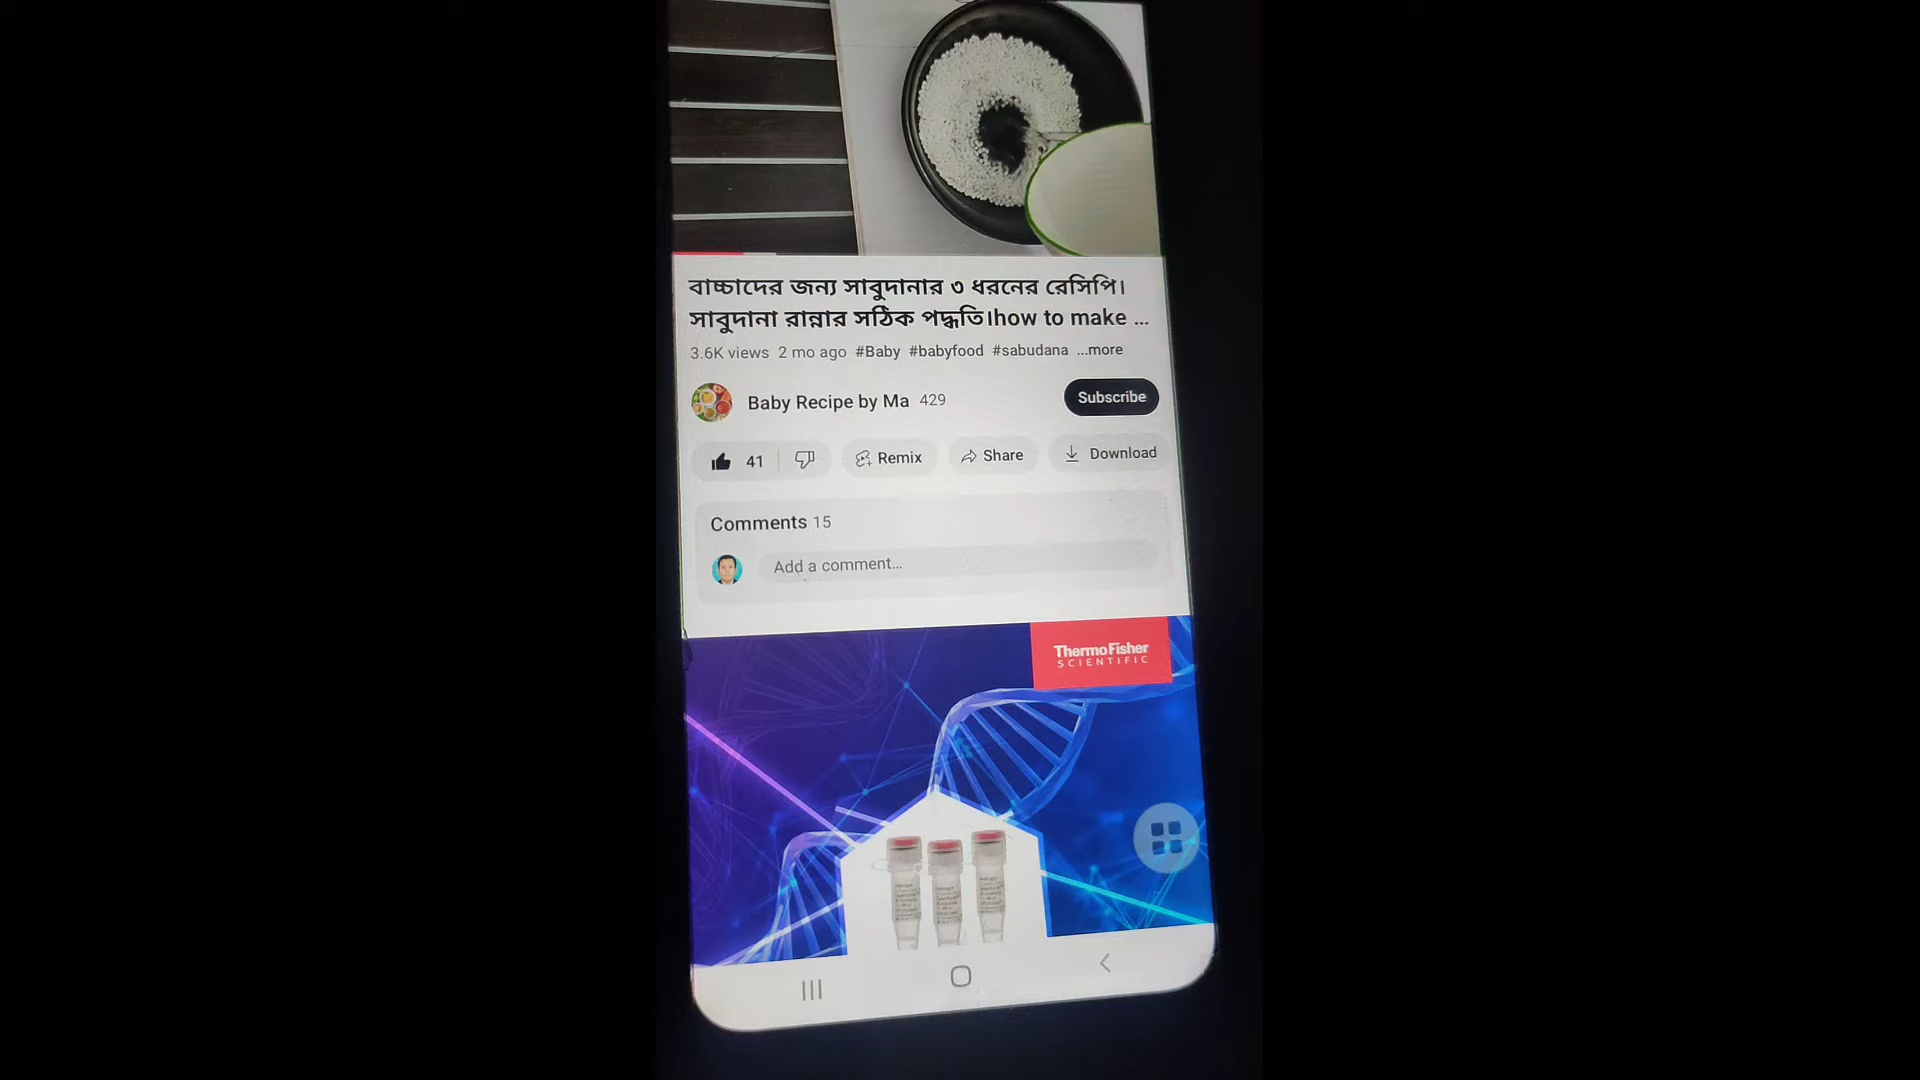 বাচ্চাদের জন্য সাবুদানার ৩ ধরনের রেসিপি।
সাবুদানা রান্নার সঠিক পদ্ধতি।how to make ...
3.6K views 2 mo ago #Baby #babyfood #sabudana ...more
Baby Recipe by Ma 429
Subscribe
41
Remix
Share
Download
Comments 15
Add a comment...
ThermoFisher
SCIENTIFIC